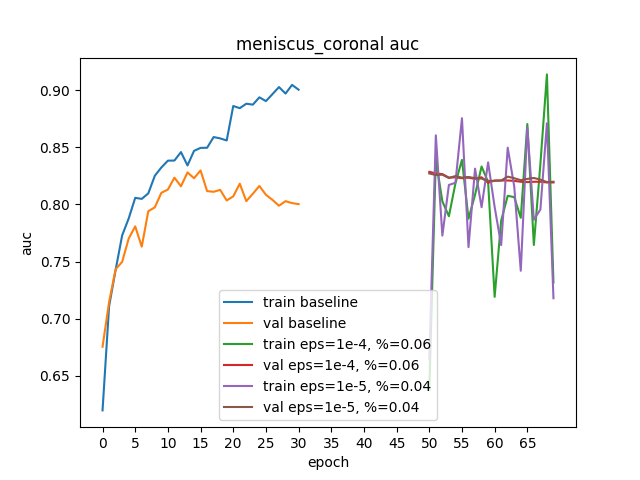 meniscus_coronal auc
auc
0.90
0.85
0.80
0.75
0.70
0.65
train baseline
val baseline
train eps=1e-4, %=0.06
val eps=1e-4, %=0.06
train eps=1e-5, %=0.04
val eps=1e-5, %=0.04
0 5 10 15 20 25 30 35 40 45 50 55 60 65
epoch